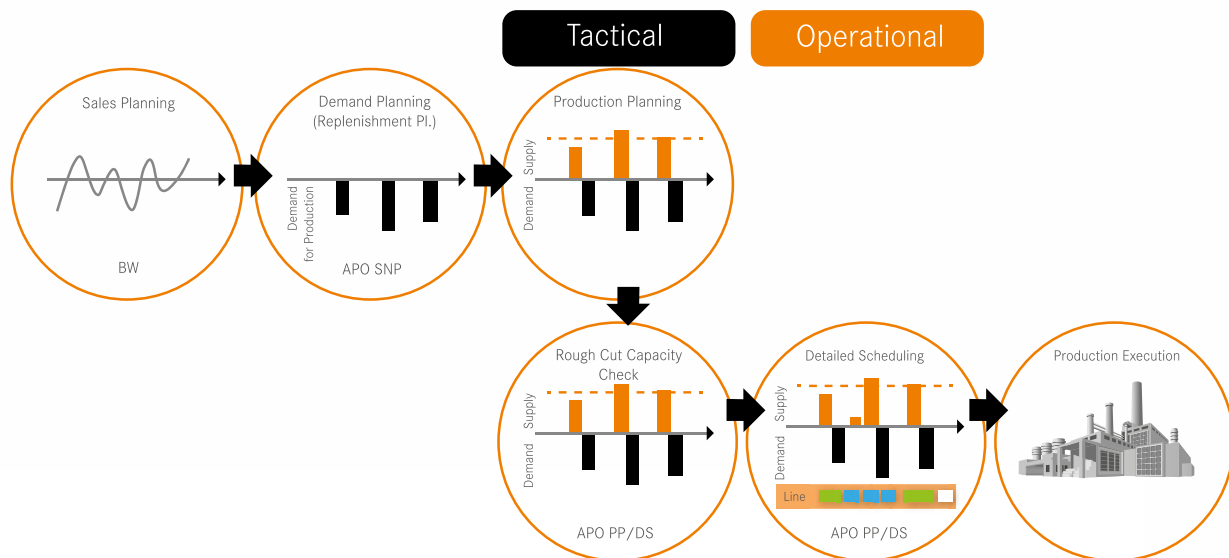 Tactical
Operational
Sales Planning
BW
Demand Planning
(Replenishment Pl.)
Demand
for Production
APO SNP
Production Planning
Supply
Demand
Rough Cut Capacity
Check
Supply
Demand
APO PP/DS
Detailed Scheduling
Supply
Demand
Line
APO PP/DS
Production Execution